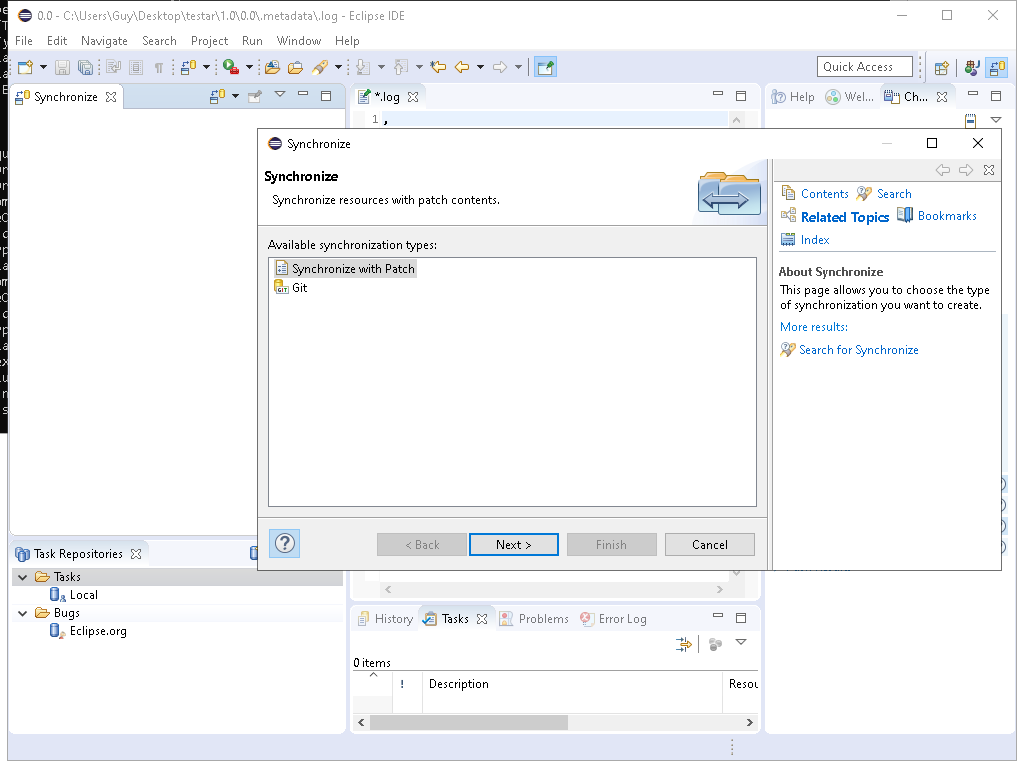 0.0 - C:\Users\Guy\Desktop\testar\1.0\0.0\.metadata\.log - Eclipse IDE
File Edit Navigate Search Project Run Window Help
Quick Access
Synchronize
*.log
Help Wel... Ch...
1 ,
Synchronize
Synchronize
Synchronize resources with patch contents.
Available synchronization types:
Synchronize with Patch
GIT Git
< Back Next > Finish Cancel
Contents Search
Related Topics Bookmarks
Index
About Synchronize
This page allows you to choose the type
of synchronization you want to create.
More results:
Search for Synchronize
Task Repositories
Tasks
Local
Bugs
Eclipse.org
History Tasks Problems Error Log
0 items
! Description Resou